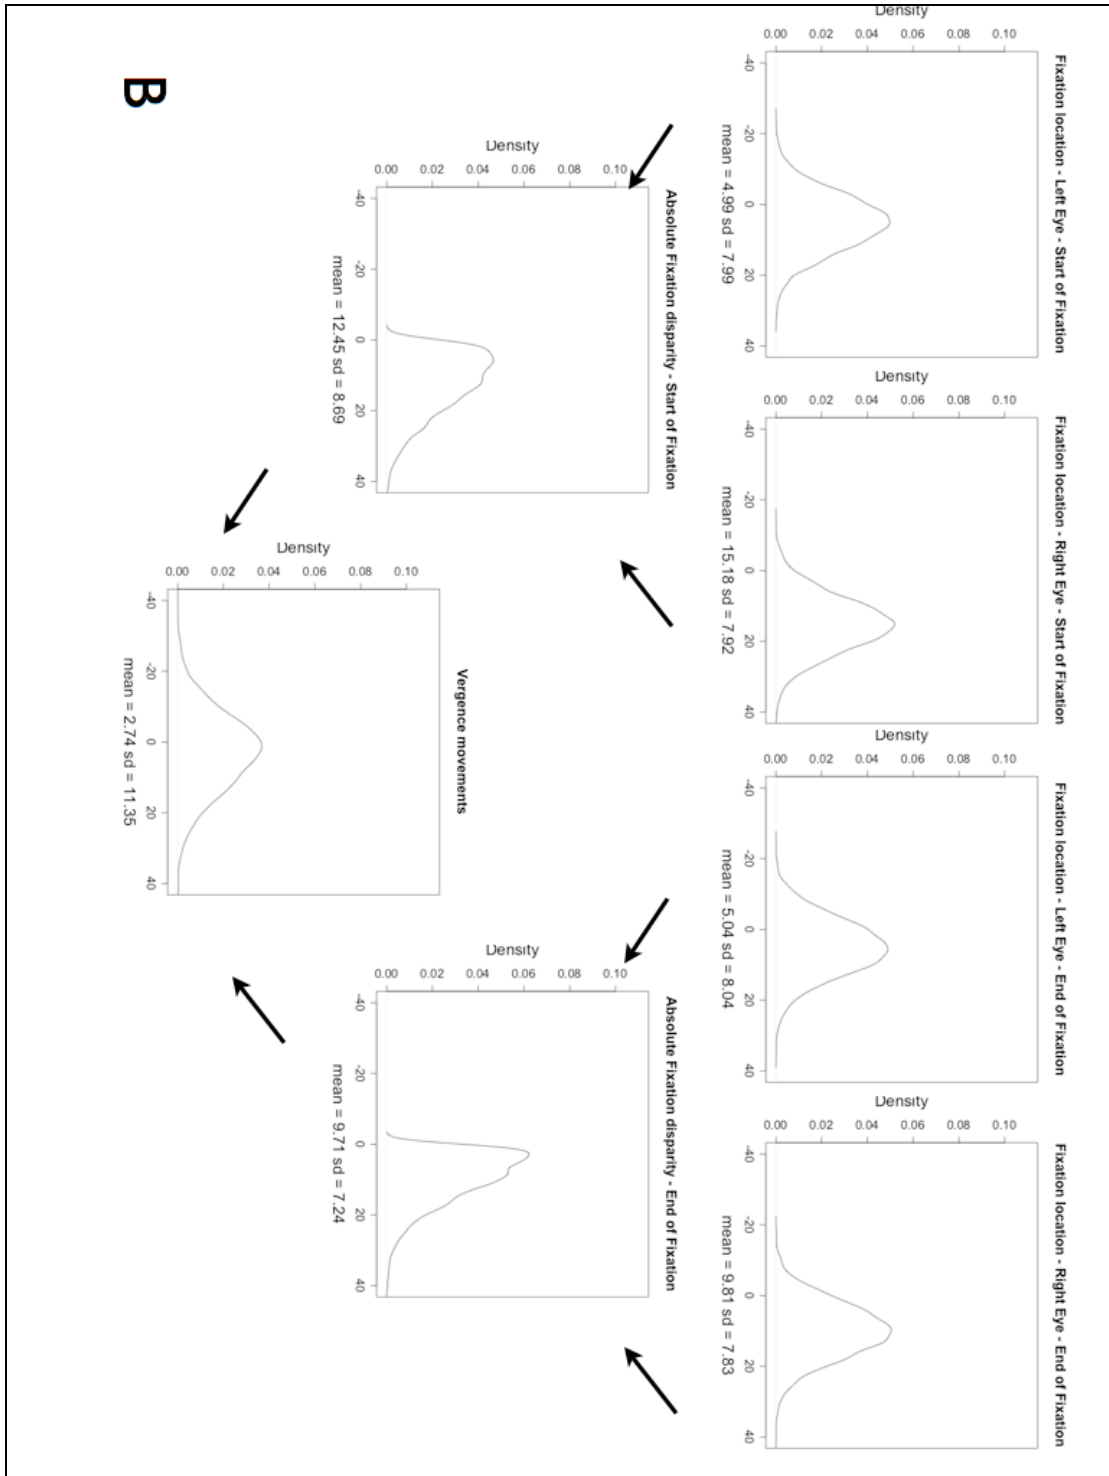 B
Fixation location - Left Eye - Start of Fixation
Density
0.00 0.02 0.04 0.06 0.08 0.10
-40 -20 0 20 40
mean = 4.99 sd = 7.99
Fixation location - Right Eye - Start of Fixation
Density
0.00 0.02 0.04 0.06 0.08 0.10
-40 -20 0 20 40
mean = 15.18 sd = 7.92
Fixation location - Left Eye - End of Fixation
Density
0.00 0.02 0.04 0.06 0.08 0.10
-40 -20 0 20 40
mean = 5.04 sd = 8.04
Fixation location - Right Eye - End of Fixation
Density
0.00 0.02 0.04 0.06 0.08 0.10
-40 -20 0 20 40
mean = 9.81 sd = 7.83
Absolute Fixation disparity - Start of Fixation
Density
0.00 0.02 0.04 0.06 0.08 0.10
-40 -20 0 20 40
mean = 12.45 sd = 8.69
Absolute Fixation disparity - End of Fixation
Density
0.00 0.02 0.04 0.06 0.08 0.10
-40 -20 0 20 40
mean = 9.71 sd = 7.24
Vergence movements
Density
0.00 0.02 0.04 0.06 0.08 0.10
-40 -20 0 20 40
mean = 2.74 sd = 11.35